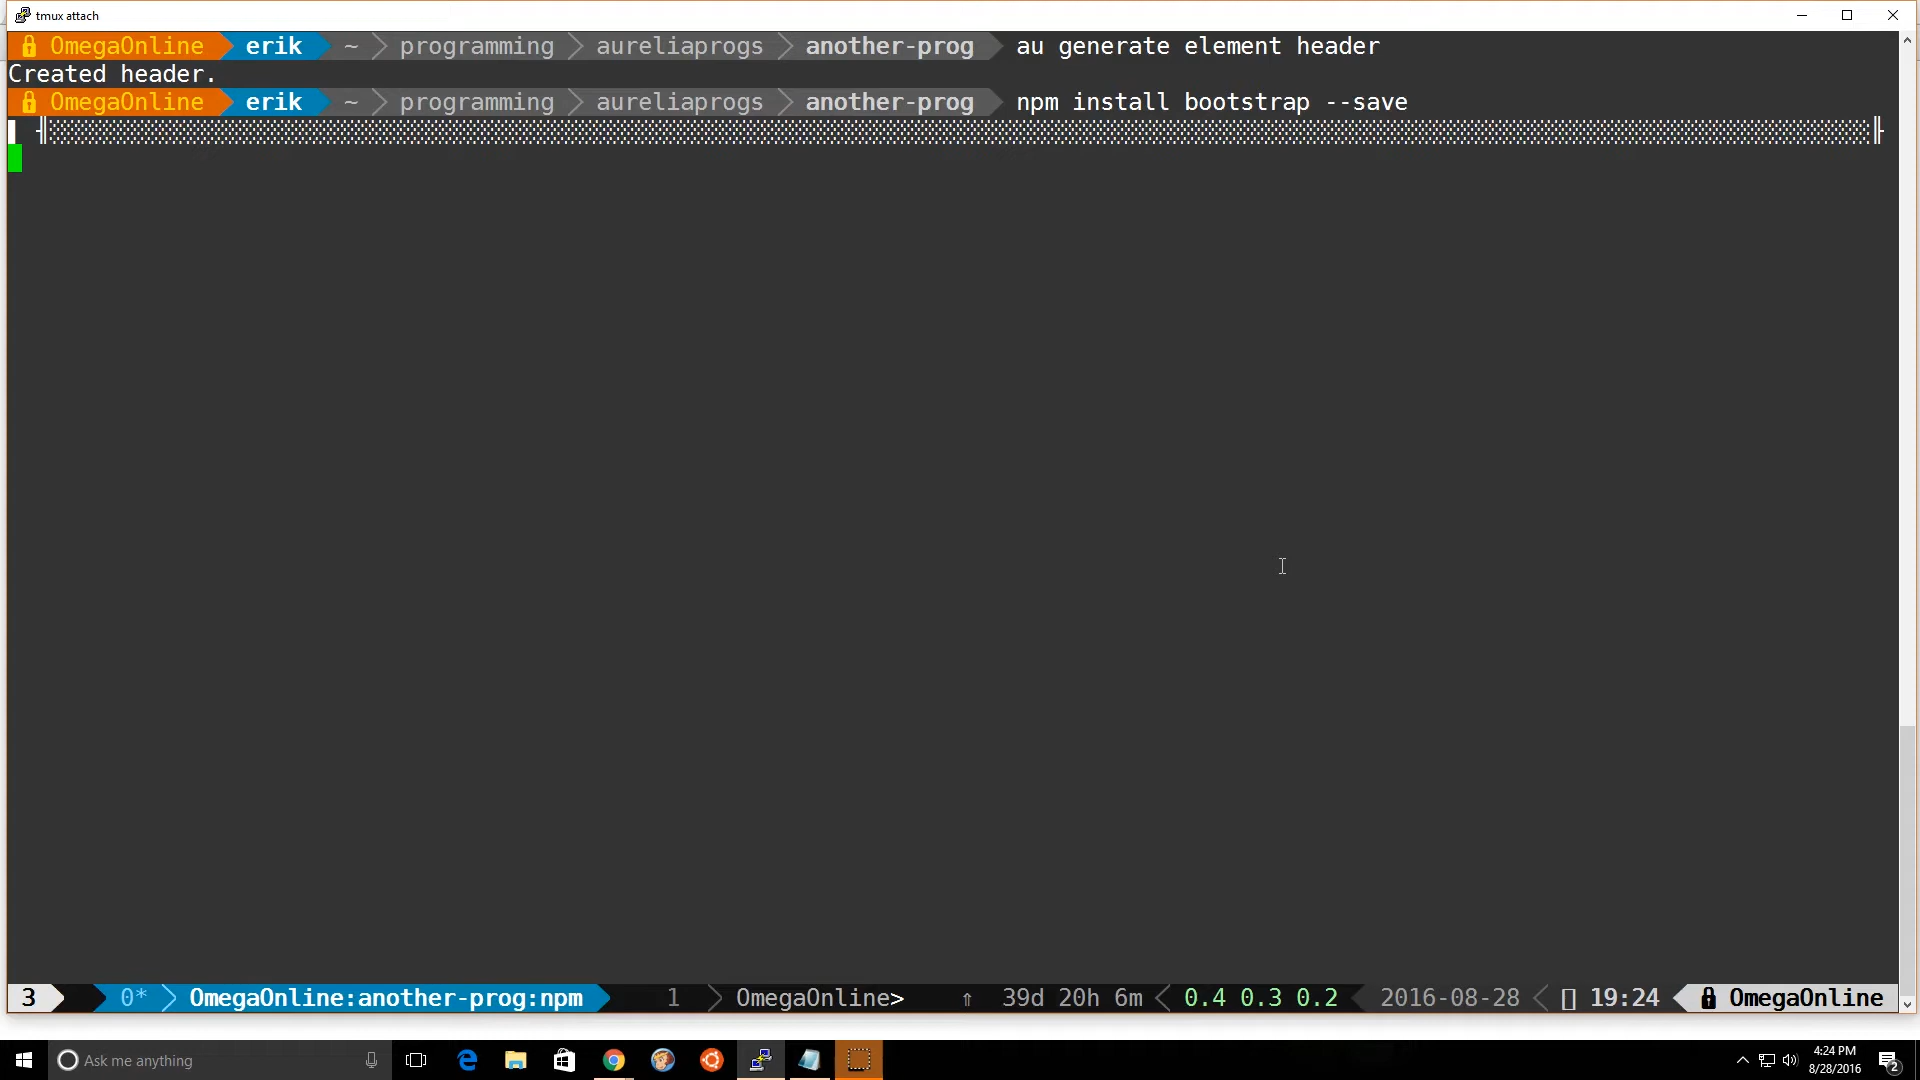 tmux attach
OmegaOnline erik ~ programming aureliaprogs another-prog au generate element header
Created header.
OmegaOnline erik ~ programming aureliaprogs another-prog npm install bootstrap --save
3 0* OmegaOnline:another-prog:npm 1 OmegaOnline> ⇑ 39d 20h 6m 0.4 0.3 0.2 2016-08-28 19:24 OmegaOnline
Ask me anything
4:24 PM
8/28/2016
2